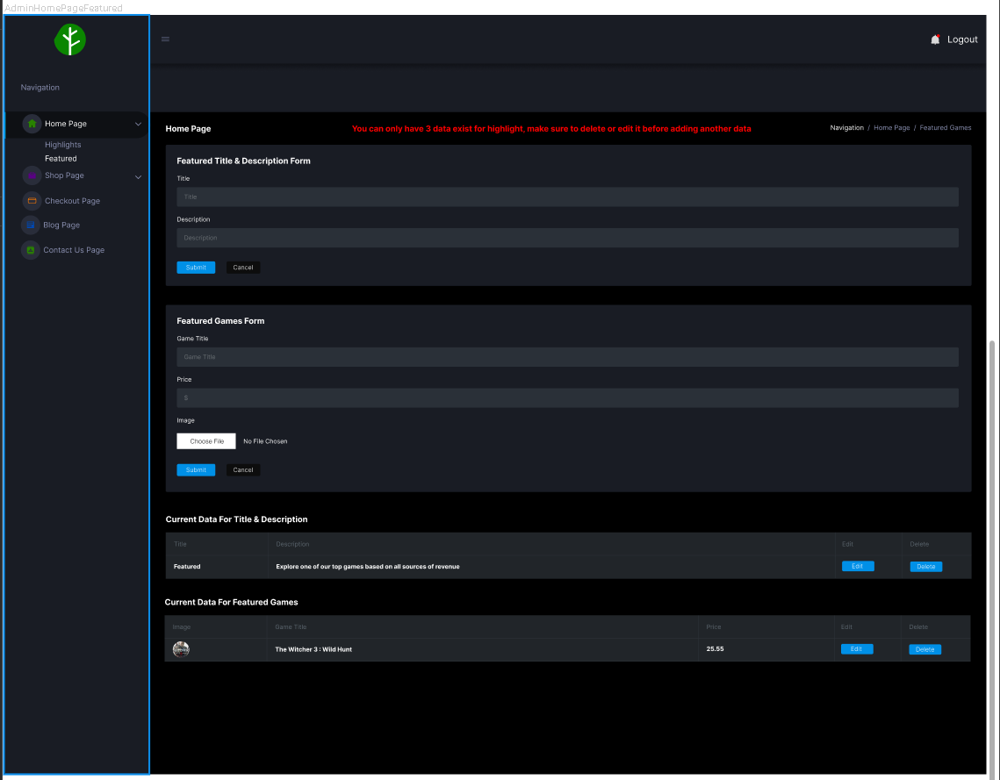 AdminHomePageFeatured
Logout
Navigation
Home Page
Highlights
Featured
Shop Page
Checkout Page
Blog Page
Contact Us Page
Home Page
You can only have 3 data exist for highlight, make sure to delete or edit it before adding another data
Navigation / Home Page / Featured Games
Featured Title & Description Form
Title
Title
Description
Description
Submit Cancel
Featured Games Form
Game Title
Game Title
Price
Image
Choose File No File Chosen
Submit Cancel
Current Data For Title & Description
Title Description Edit Delete
Featured Explore one of our top games based on all sources of revenue Edit Delete
Current Data For Featured Games
Image Game Title Price Edit Delete
The Witcher 3 : Wild Hunt 25.55 Edit Delete